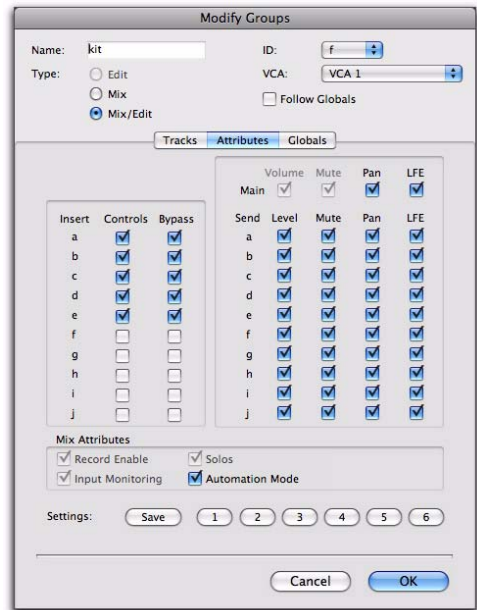 Modify Groups
Name: kit ID: f
Type: Edit VCA: VCA 1
Mix Follow Globals
Mix/Edit
Tracks Attributes Globals
Volume Mute Pan LFE
Main
Insert Controls Bypass Send Level Mute Pan LFE
a a
b b
c c
d d
e e
f f
g g
h h
i i
j j
Mix Attributes
Record Enable Solos
Input Monitoring Automation Mode
Settings: Save 1 2 3 4 5 6
Cancel OK